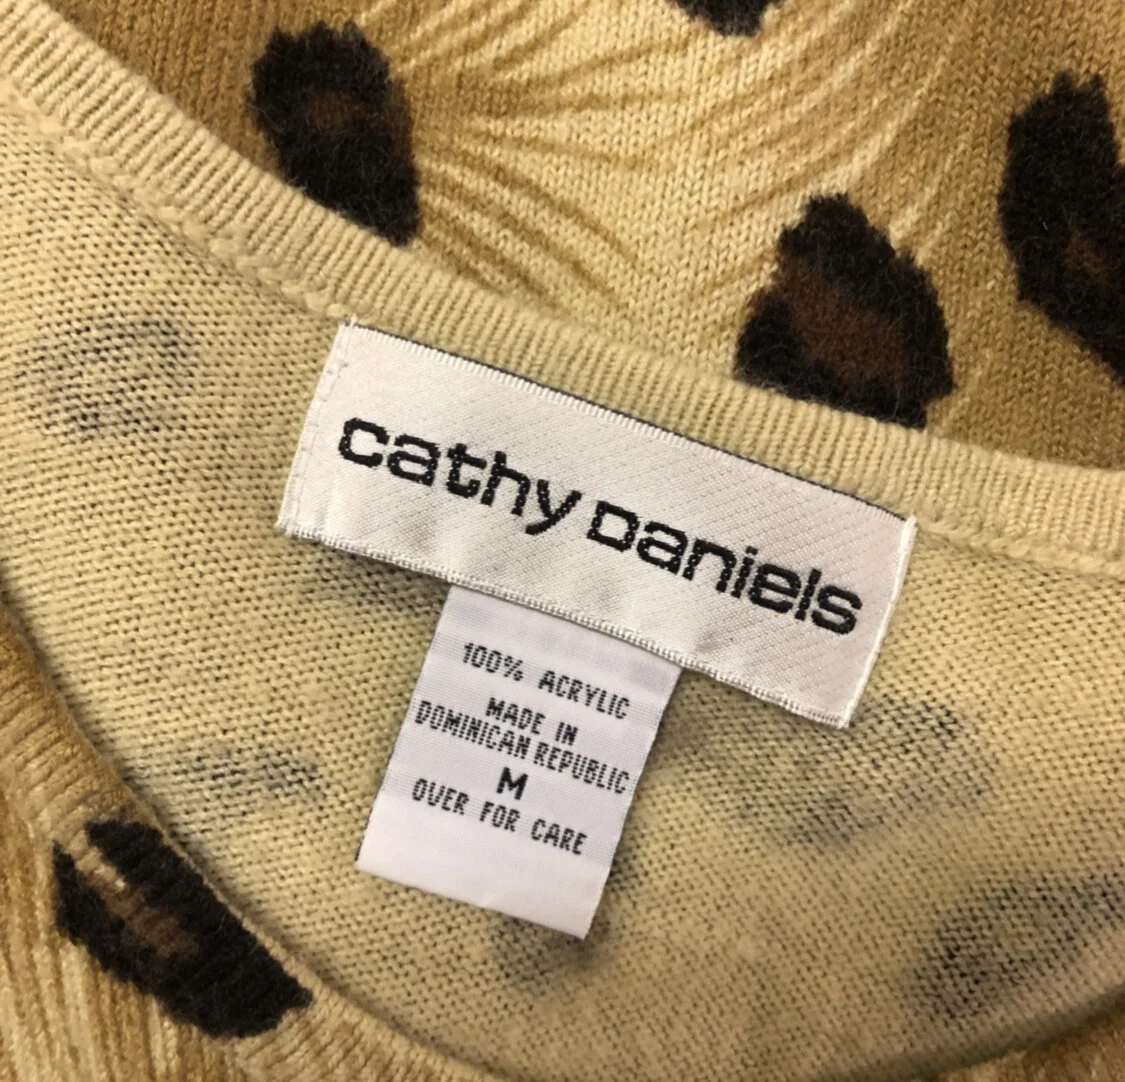 cathy Daniels
100% ACRYLIC
MADE IN
DOMINICAN REPUBLIC
M
OVER FOR CARE